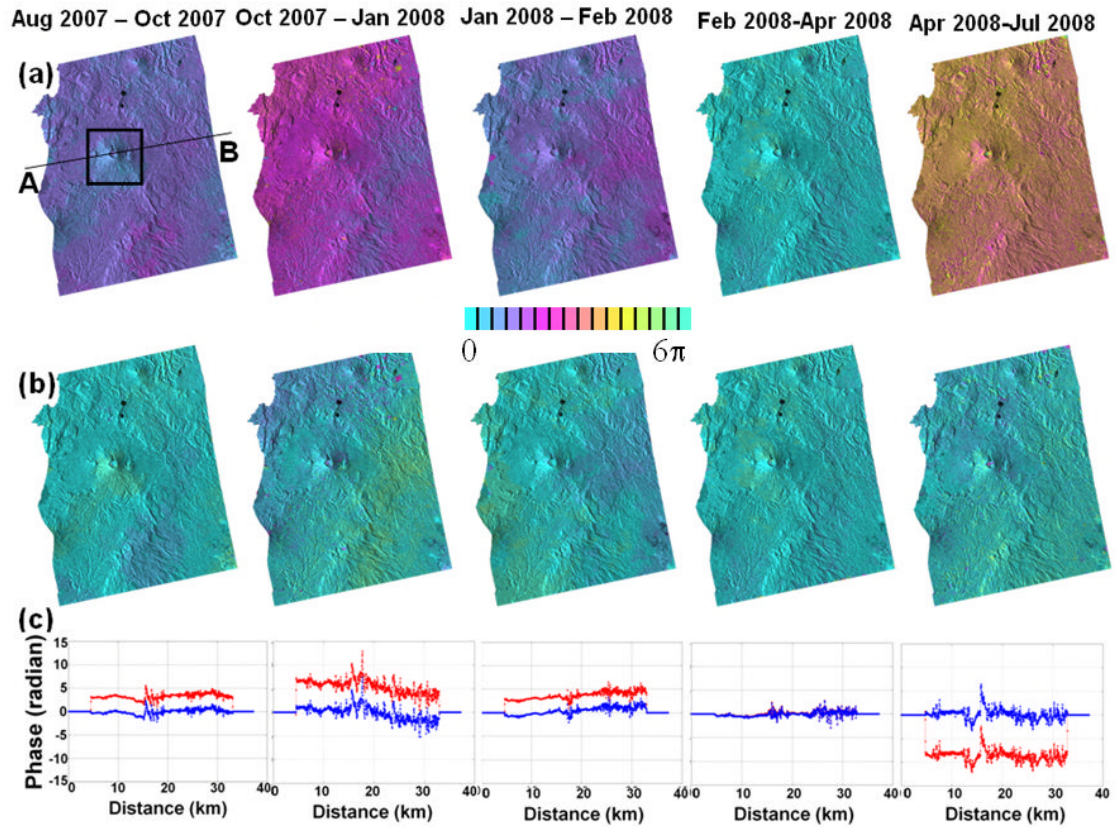 Aug 2007 – Oct 2007 Oct 2007 – Jan 2008 Jan 2008 – Feb 2008 Feb 2008-Apr 2008 Apr 2008-Jul 2008
(a)
A B
0 6π
(b)
(c)
Phase (radian)
15
10
5
0
-5
-10
-15
0 10 20 30 40 0 10 20 30 40 0 10 20 30 40 0 10 20 30 40 0 10 20 30 40
Distance (km) Distance (km) Distance (km) Distance (km) Distance (km)